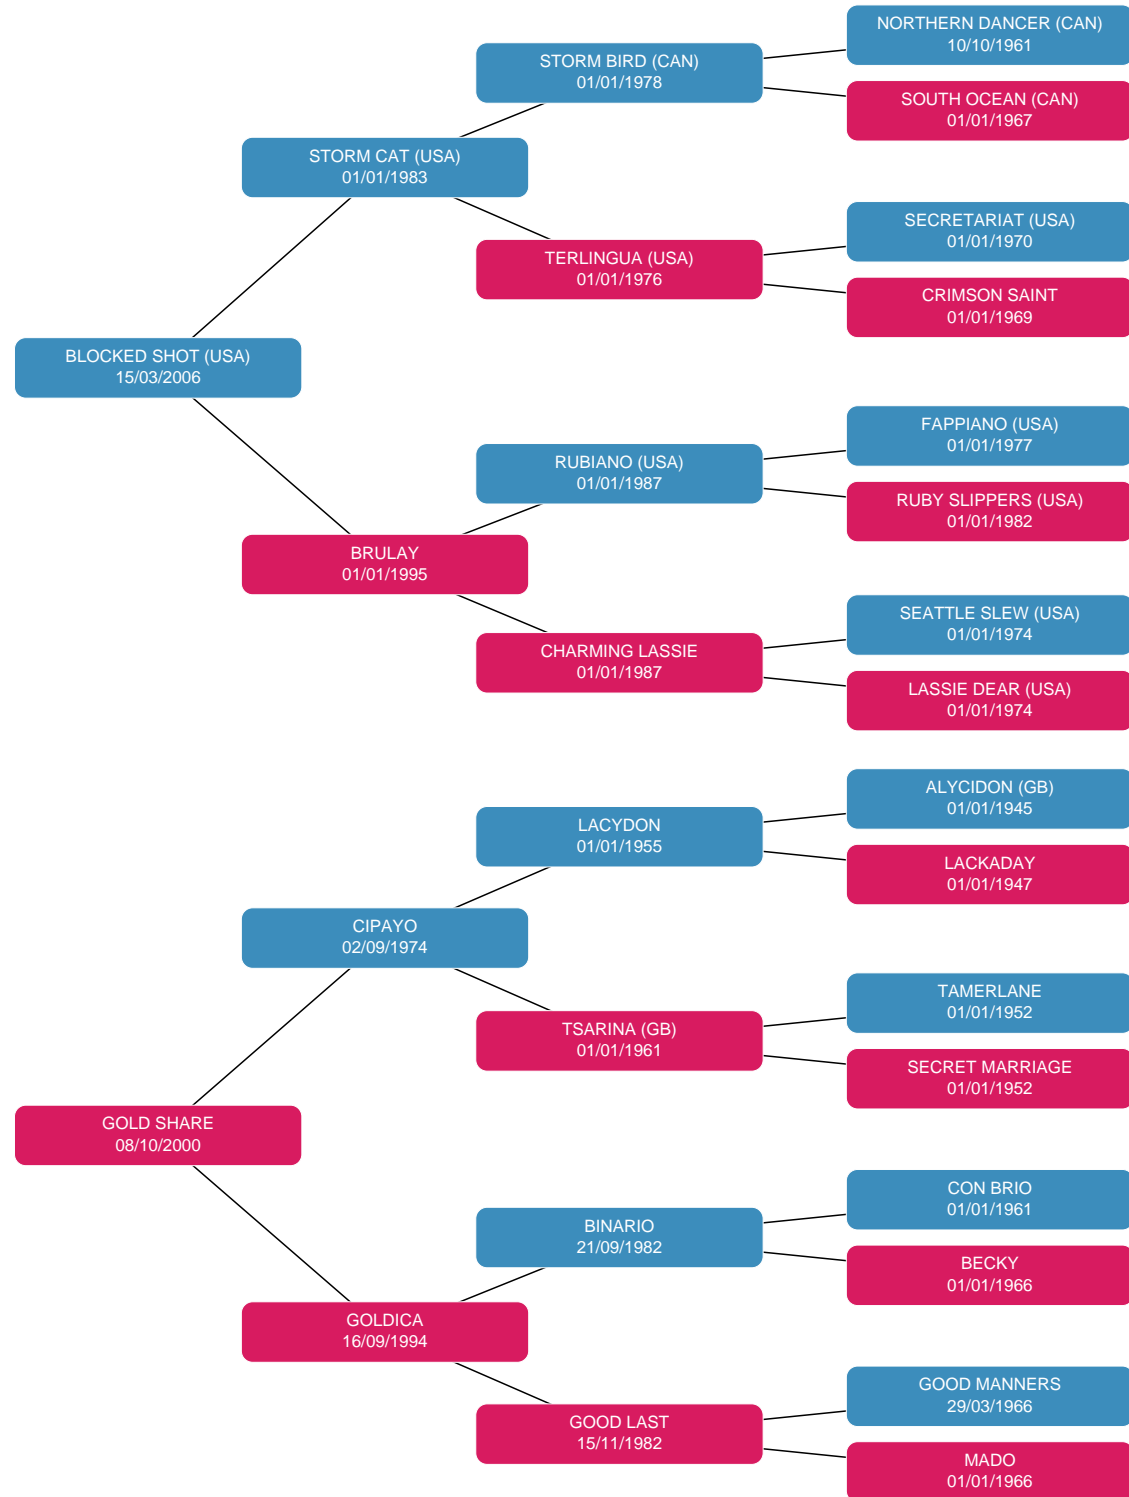 NORTHERN DANCER (CAN)
10/10/1961
STORM BIRD (CAN)
01/01/1978
SOUTH OCEAN (CAN)
01/01/1967
STORM CAT (USA)
01/01/1983
SECRETARIAT (USA)
01/01/1970
TERLINGUA (USA)
01/01/1976
CRIMSON SAINT
01/01/1969
BLOCKED SHOT (USA)
15/03/2006
FAPPIANO (USA)
01/01/1977
RUBIANO (USA)
01/01/1987
RUBY SLIPPERS (USA)
01/01/1982
BRULAY
01/01/1995
SEATTLE SLEW (USA)
01/01/1974
CHARMING LASSIE
01/01/1987
LASSIE DEAR (USA)
01/01/1974
ALYCIDON (GB)
01/01/1945
LACYDON
01/01/1955
LACKADAY
01/01/1947
CIPAYO
02/09/1974
TAMERLANE
01/01/1952
TSARINA (GB)
01/01/1961
SECRET MARRIAGE
01/01/1952
GOLD SHARE
08/10/2000
CON BRIO
01/01/1961
BINARIO
21/09/1982
BECKY
01/01/1966
GOLDICA
16/09/1994
GOOD MANNERS
29/03/1966
GOOD LAST
15/11/1982
MADO
01/01/1966